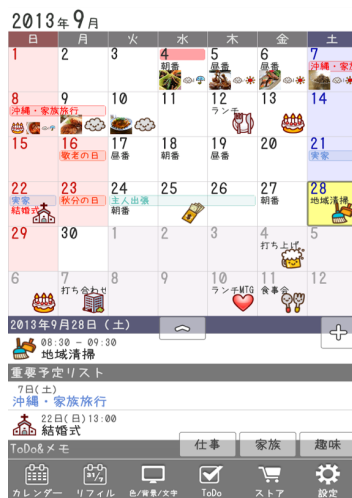 2013年9月
日 月 火 水 木 金 土
1 2 3 4 5 6 7
朝番 昼番 昼番 沖縄・家族
8 9 10 11 12 13 14
沖縄・家族旅行 ランチ
15 16 17 18 19 20 21
敬老の日 昼番 朝番 昼番 実家
22 23 24 25 26 27 28
実家 秋分の日 主人出張 朝番 地域清掃
結婚式 朝番
29 30 1 2 3 4 5
打ち上げ
6 7 8 9 10 11 12
打ち合わせ ランチMTG 食事会
2013年9月28日(土)
08:30 - 09:30
地域清掃
重要予定リスト
7日(土)
沖縄・家族旅行
22日(日)13:00
結婚式
ToDo&メモ 仕事 家族 趣味
31/7
カレンダー リフィル 色/背景/文字 ToDo ストア 設定